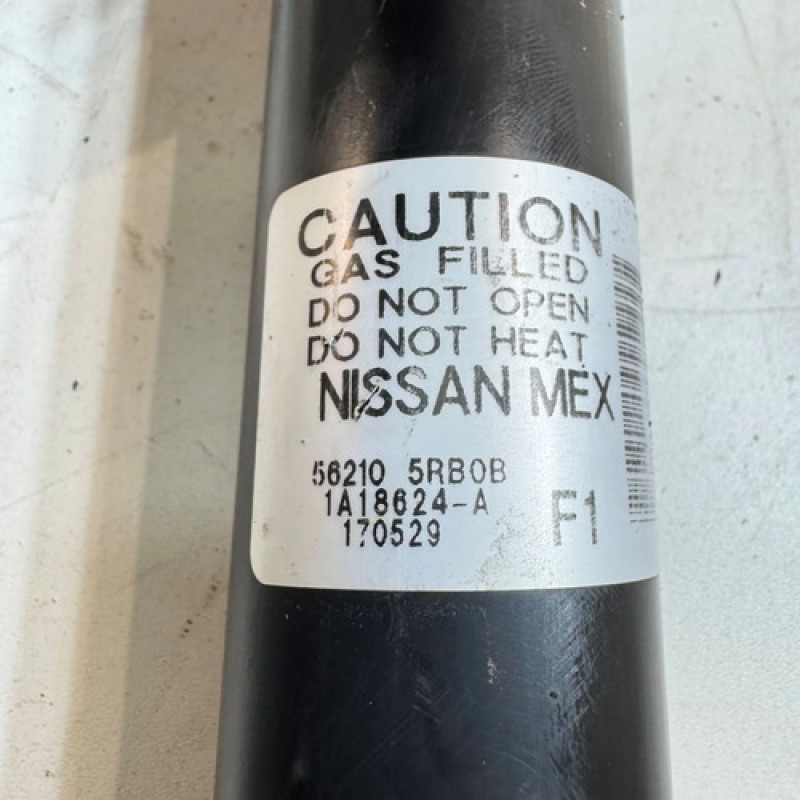 CAUTION
GAS FILLED
DO NOT OPEN
DO NOT HEAT
NISSAN MEX
56210 5RB0B
1A18624-A
170529
F1